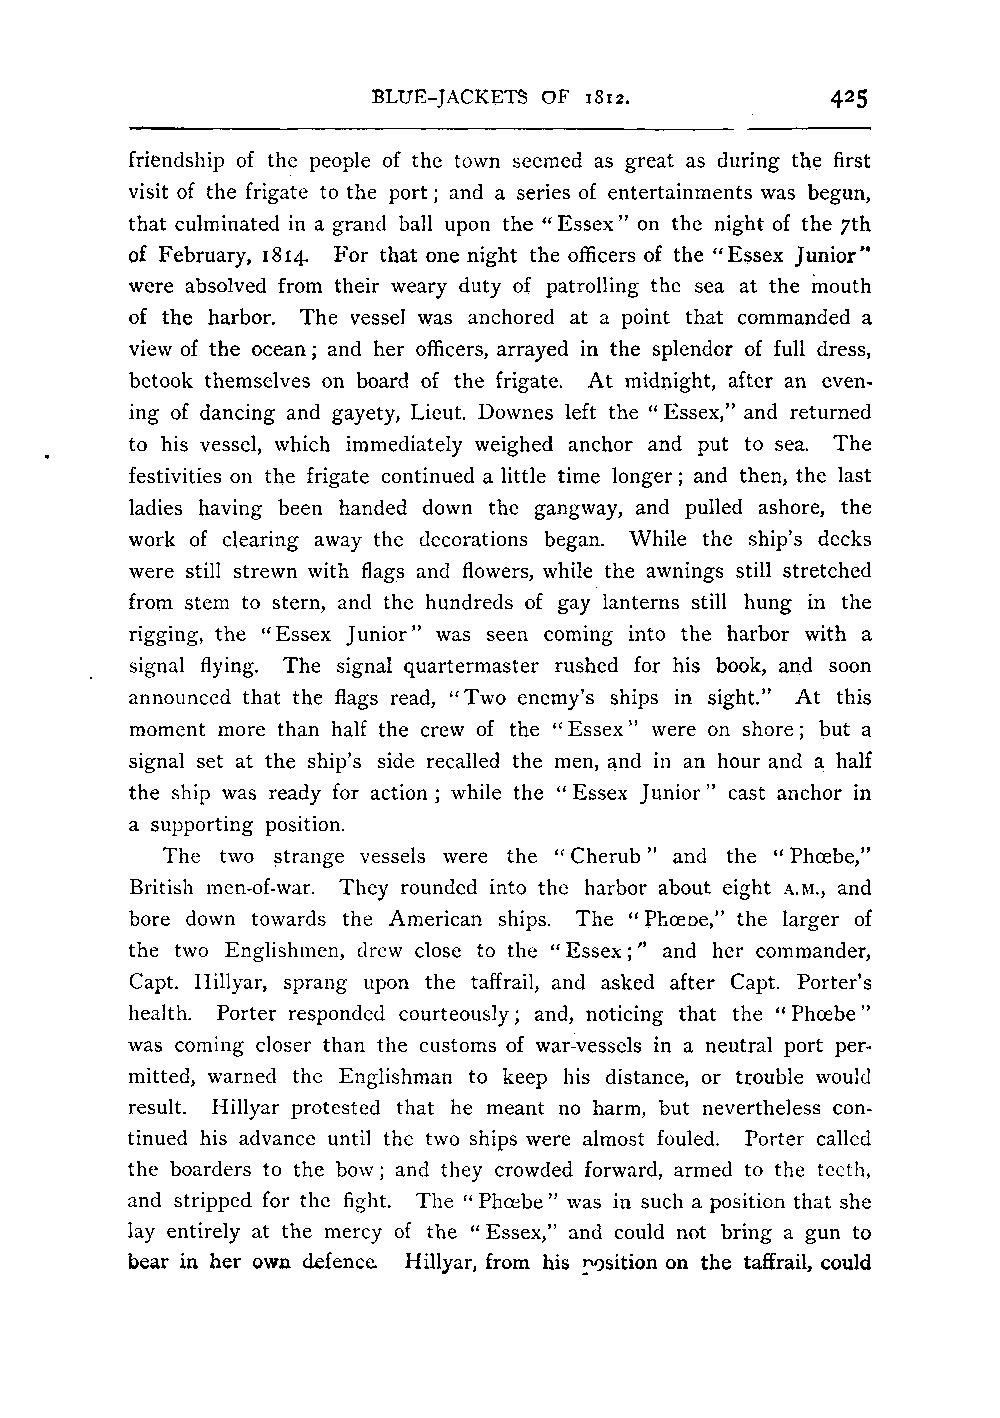 BLUE-JACKETS OF 1812. 425
friendship of the people of the town seemed as great as during the first
visit of the frigate to the port; and a series of entertainments was begun,
that culminated in a grand ball upon the "Essex" on the night of the 7th
of February, 1814. For that one night the officers of the "Essex Junior"
were absolved from their weary duty of patrolling the sea at the mouth
of the harbor. The vessel was anchored at a point that commanded a
view of the ocean; and her officers, arrayed in the splendor of full dress,
betook themselves on board of the frigate. At midnight, after an even-
ing of dancing and gayety, Lieut. Downes left the "Essex," and returned
to his vessel, which immediately weighed anchor and put to sea. The
festivities on the frigate continued a little time longer; and then, the last
ladies having been handed down the gangway, and pulled ashore, the
work of clearing away the decorations began. While the ship's decks
were still strewn with flags and flowers, while the awnings still stretched
from stem to stern, and the hundreds of gay lanterns still hung in the
rigging, the "Essex Junior" was seen coming into the harbor with a
signal flying. The signal quartermaster rushed for his book, and soon
announced that the flags read, "Two enemy's ships in sight." At this
moment more than half the crew of the "Essex" were on shore; but a
signal set at the ship's side recalled the men, and in an hour and a half
the ship was ready for action; while the "Essex Junior" cast anchor in
a supporting position.
The two strange vessels were the "Cherub" and the "Phœbe,"
British men-of-war. They rounded into the harbor about eight A.M., and
bore down towards the American ships. The "Phœbe," the larger of
the two Englishmen, drew close to the "Essex;" and her commander,
Capt. Hillyar, sprang upon the taffrail, and asked after Capt. Porter's
health. Porter responded courteously; and, noticing that the "Phœbe"
was coming closer than the customs of war-vessels in a neutral port per-
mitted, warned the Englishman to keep his distance, or trouble would
result. Hillyar protested that he meant no harm, but nevertheless con-
tinued his advance until the two ships were almost fouled. Porter called
the boarders to the bow; and they crowded forward, armed to the teeth,
and stripped for the fight. The "Phœbe" was in such a position that she
lay entirely at the mercy of the "Essex," and could not bring a gun to
bear in her own defence. Hillyar, from his position on the taffrail, could